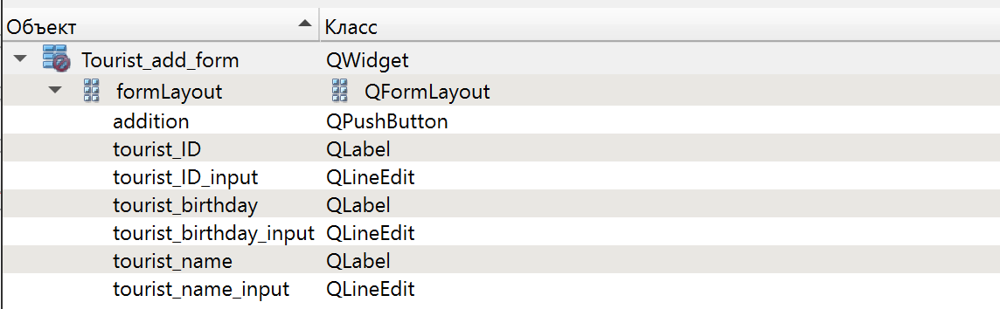 Объект Класс
Tourist_add_form QWidget
formLayout QFormLayout
addition QPushButton
tourist_ID QLabel
tourist_ID_input QLineEdit
tourist_birthday QLabel
tourist_birthday_input QLineEdit
tourist_name QLabel
tourist_name_input QLineEdit